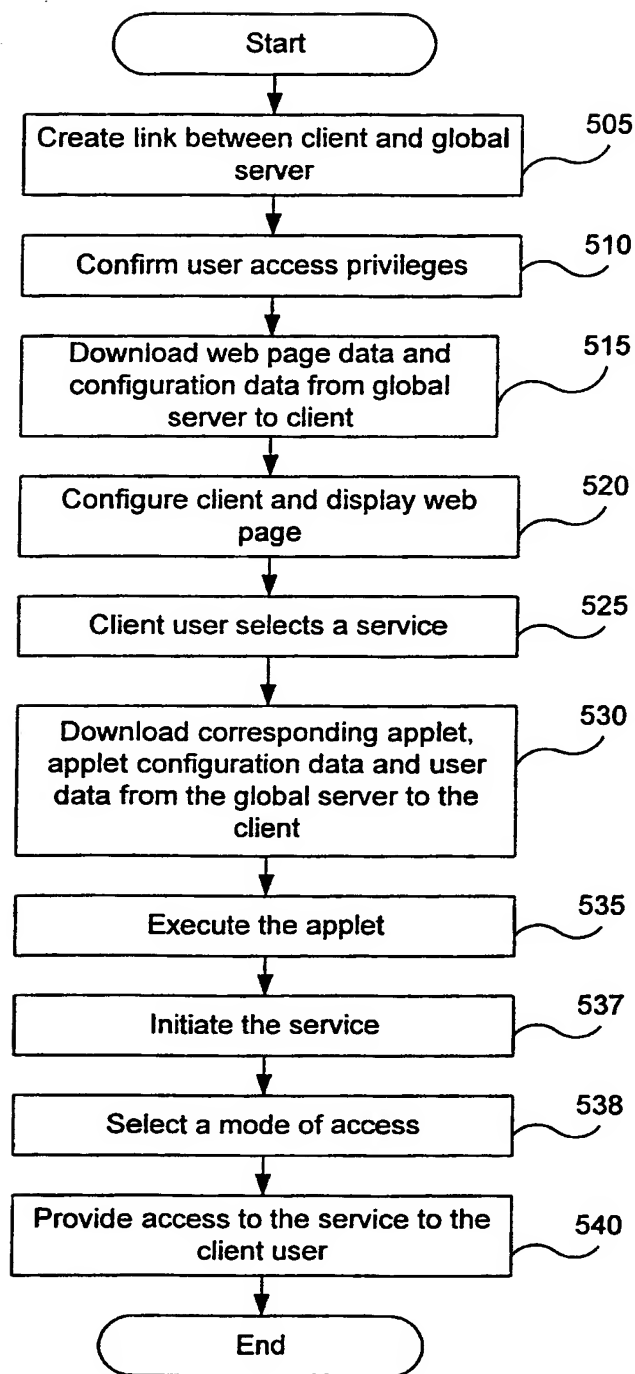 Start
Create link between client and global
server
505
Confirm user access privileges
510
Download web page data and
configuration data from global
server to client
515
Configure client and display web
page
520
Client user selects a service
525
Download corresponding applet,
applet configuration data and user
data from the global server to the
client
530
Execute the applet
535
Initiate the service
537
Select a mode of access
538
Provide access to the service to the
client user
540
End